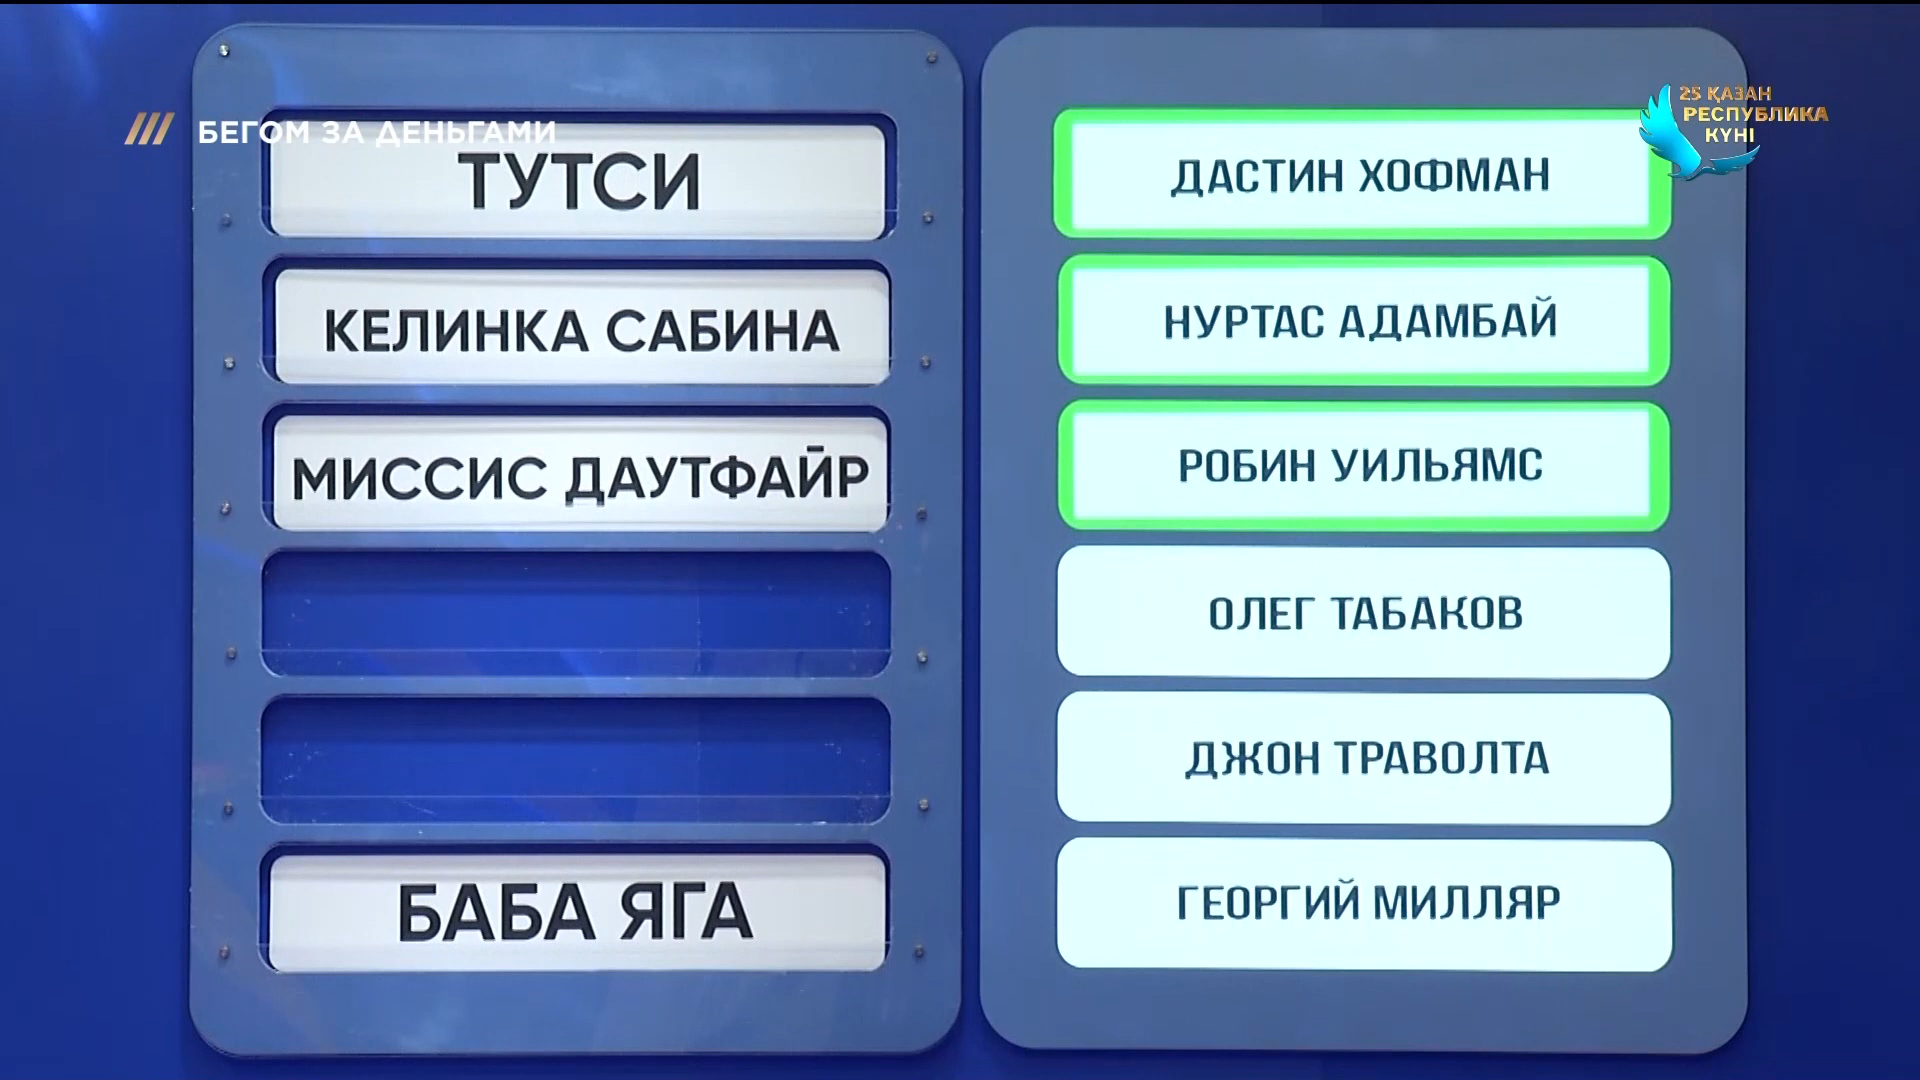 БЕГОМ ЗА ДЕНЬГАМИ
25 ҚАЗАН
РЕСПУБЛИКА
КҮНІ
ТУТСИ
ДАСТИН ХОФМАН
КЕЛИНКА САБИНА
НУРТАС АДАМБАЙ
МИССИС ДАУТФАЙР
РОБИН УИЛЬЯМС
ОЛЕГ ТАБАКОВ
ДЖОН ТРАВОЛТА
БАБА ЯГА
ГЕОРГИЙ МИЛЛЯР